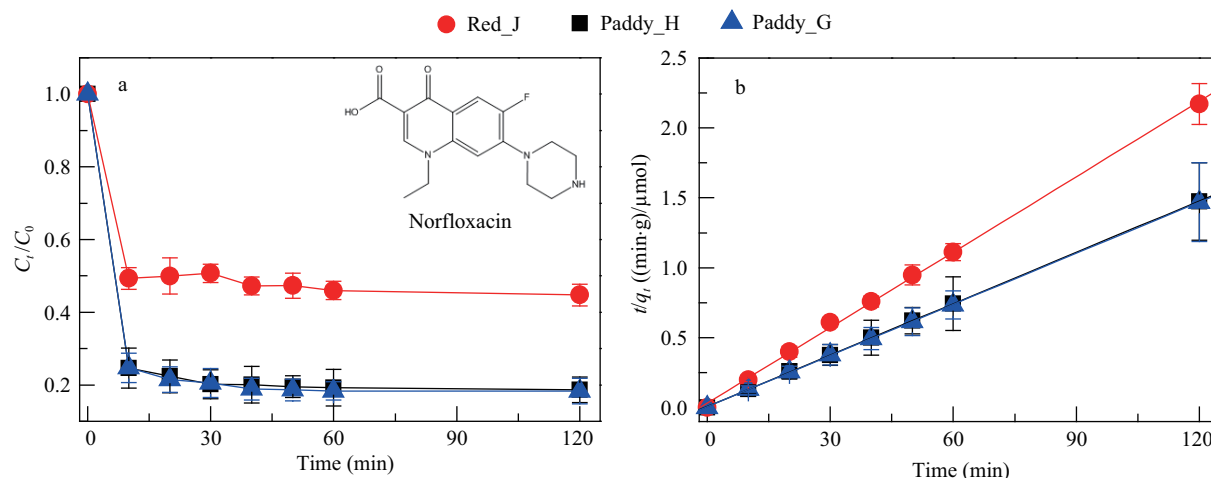 Red_J Paddy_H Paddy_G
a
1.0
0.8
0.6
0.4
0.2
C_t/C_0
0 30 60 90 120
Time (min)
O O
HO
F
N N
NH
Norfloxacin
b
2.5
2.0
1.5
1.0
0.5
0.0
t/q_t ((min·g)/μmol)
0 30 60 90 120
Time (min)